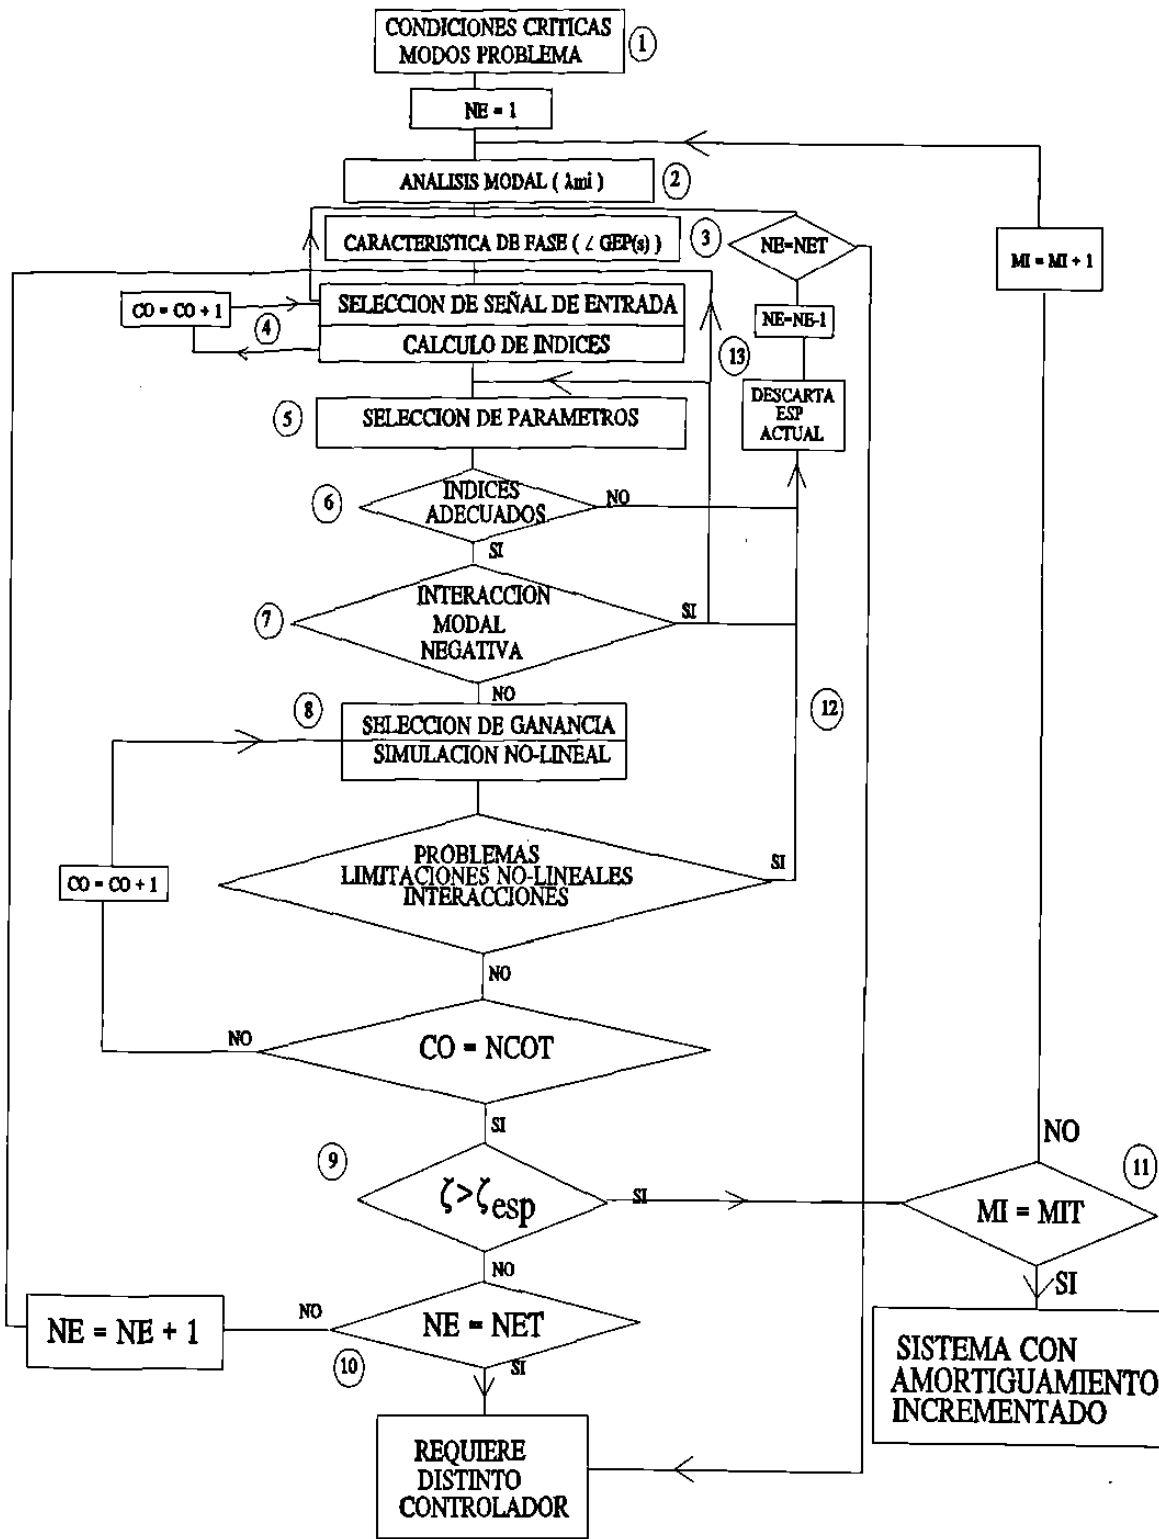 CONDICIONES CRITICAS
MODOS PROBLEMA
1
NE = 1
ANALISIS MODAL ( λmi )
2
CARACTERISTICA DE FASE ( ∠ GEP(s) )
3
NE=NET
MI = MI + 1
CO = CO + 1
4
SELECCION DE SEÑAL DE ENTRADA
CALCULO DE INDICES
NE=NE-1
13
5
SELECCION DE PARAMETROS
DESCARTA
ESP
ACTUAL
6
INDICES
ADECUADOS
NO
SI
7
INTERACCION
MODAL
NEGATIVA
SI
NO
8
SELECCION DE GANANCIA
SIMULACION NO-LINEAL
12
CO = CO + 1
PROBLEMAS
LIMITACIONES NO-LINEALES
INTERACCIONES
SI
NO
NO
CO = NCOT
SI
9
ζ>ζesp
SI
NO
NO
11
MI = MIT
SI
NE = NE + 1
NO
NE = NET
10
SI
SISTEMA CON
AMORTIGUAMIENTO
INCREMENTADO
REQUIERE
DISTINTO
CONTROLADOR